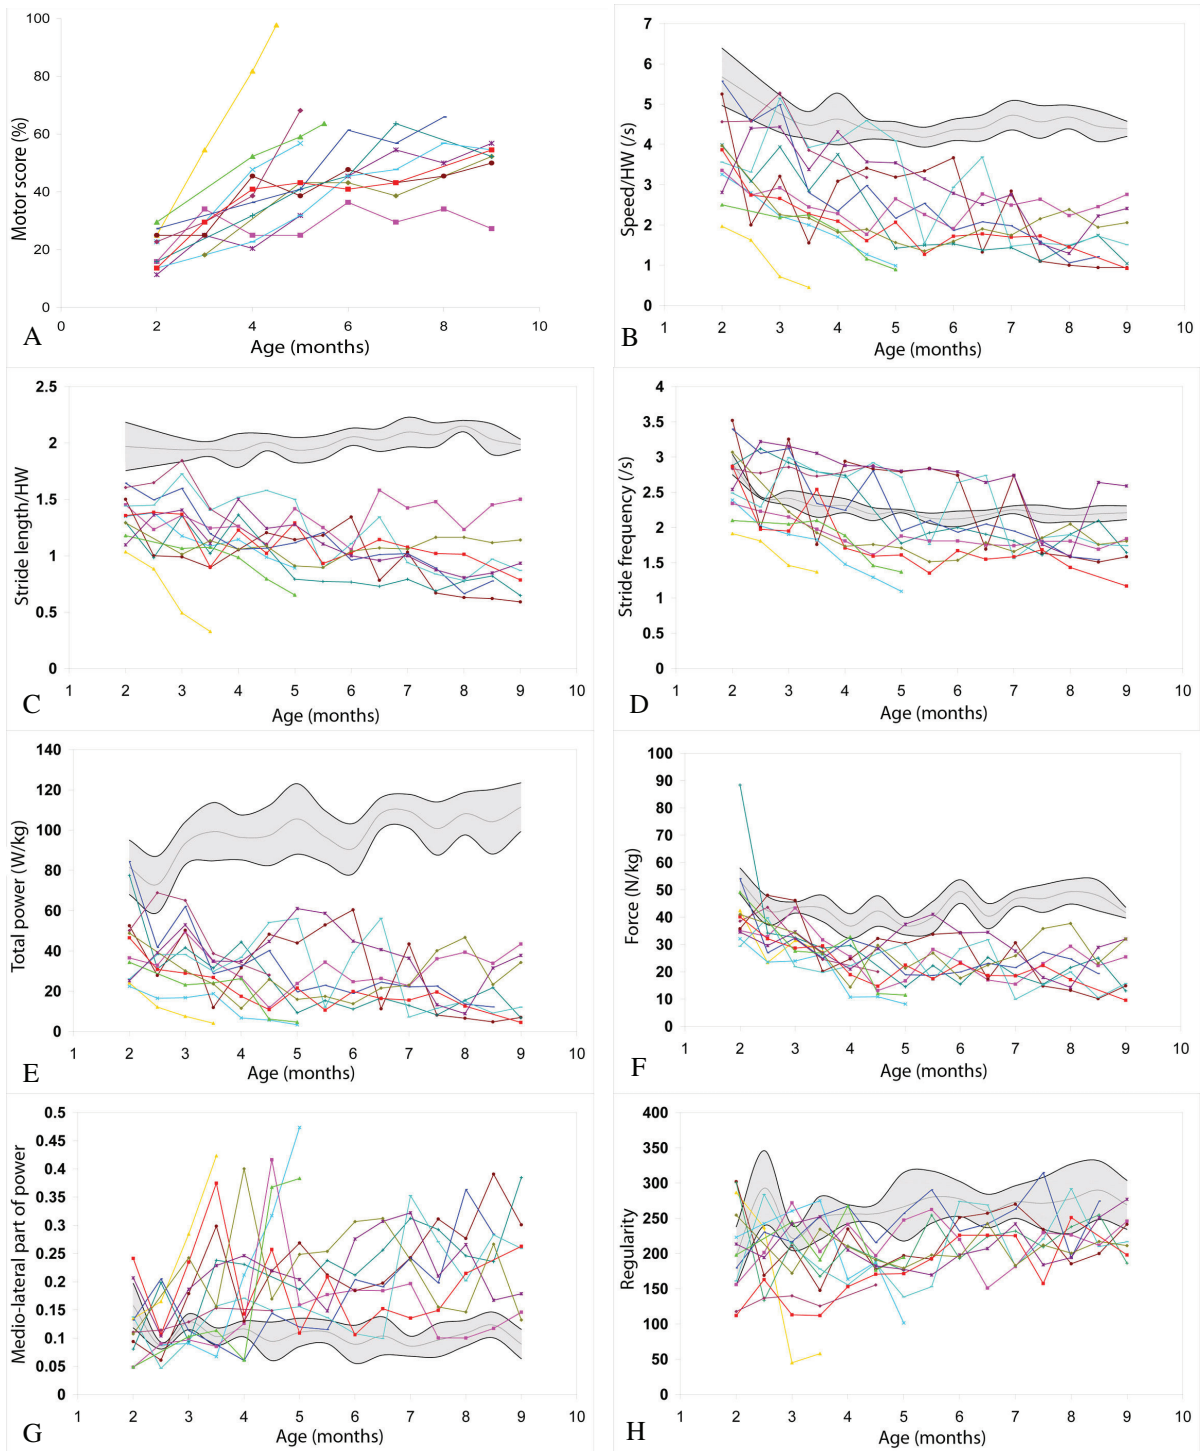 100
80
60
40
20
0
Motor score (%)
0 2 4 6 8 10
Age (months)
A
7
6
5
4
3
2
1
0
Speed/HW (/s)
1 2 3 4 5 6 7 8 9 10
Age (months)
B
2.5
2
1.5
1
0.5
0
Stride length/HW
1 2 3 4 5 6 7 8 9 10
Age (months)
C
4
3.5
3
2.5
2
1.5
1
0.5
0
Stride frequency (/s)
1 2 3 4 5 6 7 8 9 10
Age (months)
D
140
120
100
80
60
40
20
0
Total power (W/kg)
1 2 3 4 5 6 7 8 9 10
Age (months)
E
100
90
80
70
60
50
40
30
20
10
0
Force (N/kg)
1 2 3 4 5 6 7 8 9 10
Age (months)
F
0.5
0.45
0.4
0.35
0.3
0.25
0.2
0.15
0.1
0.05
0
Medio-lateral part of power
1 2 3 4 5 6 7 8 9 10
Age (months)
G
400
350
300
250
200
150
100
50
0
Regularity
1 2 3 4 5 6 7 8 9 10
Age (months)
H